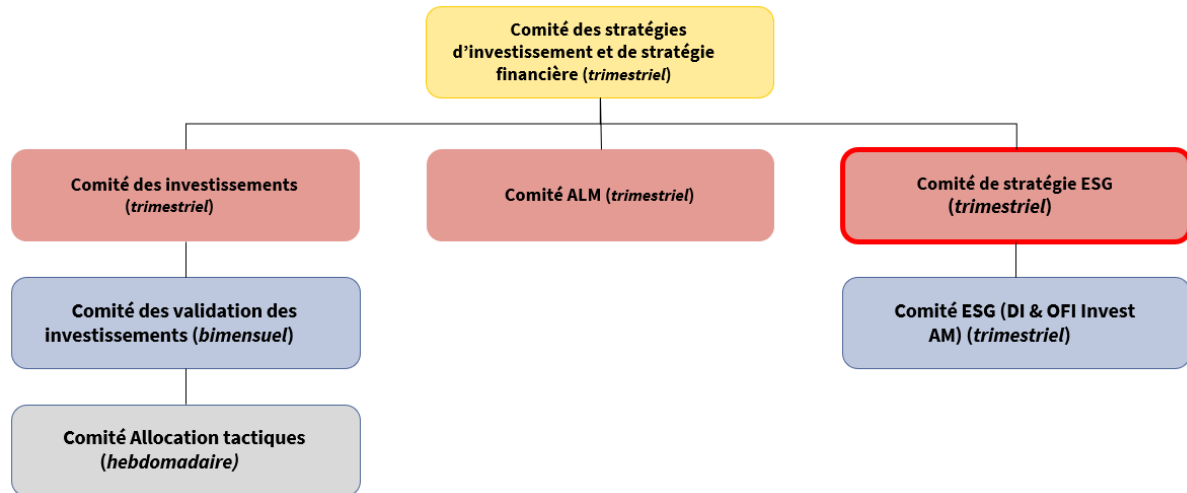 Comité des stratégies
d’investissement et de stratégie
financière (trimestriel)
Comité des investissements
(trimestriel)
Comité ALM (trimestriel)
Comité de stratégie ESG
(trimestriel)
Comité des validation des
investissements (bimensuel)
Comité ESG (DI & OFI Invest
AM) (trimestriel)
Comité Allocation tactiques
(hebdomadaire)